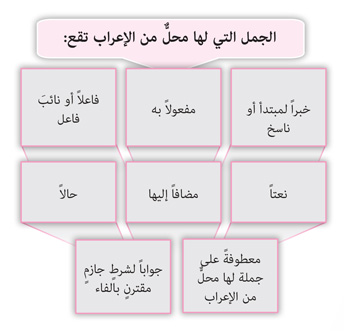 الجمل التي لها محلٌّ من الإعراب تقع:
خبراً لمبتدأ أو
ناسخ
مفعولاً به
فاعلاً أو نائبَ
فاعل
نعتاً
مضافاً إليها
حالاً
معطوفةً على
جملة لها محلٌّ
من الإعراب
جواباً لشرطٍ جازمٍ
مقترنٍ بالفاء